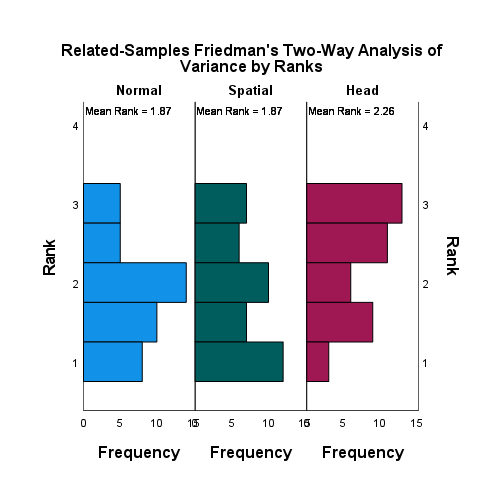 Related-Samples Friedman's Two-Way Analysis of
Variance by Ranks
Normal Spatial Head
Mean Rank = 1.87 Mean Rank = 1.87 Mean Rank = 2.26
4 4
3 3
Rank Rank
2 2
1 1
0 5 10 15 5 10 15 5 10 15
Frequency Frequency Frequency